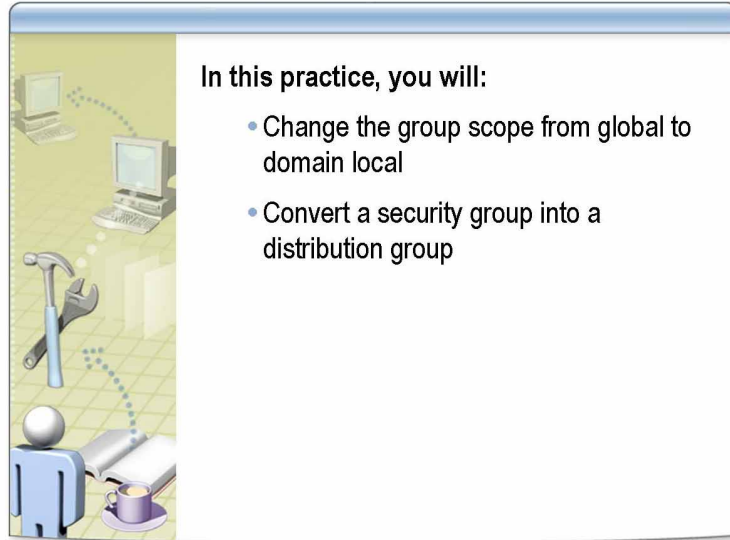 In this practice, you will:
• Change the group scope from global to
domain local
• Convert a security group into a
distribution group